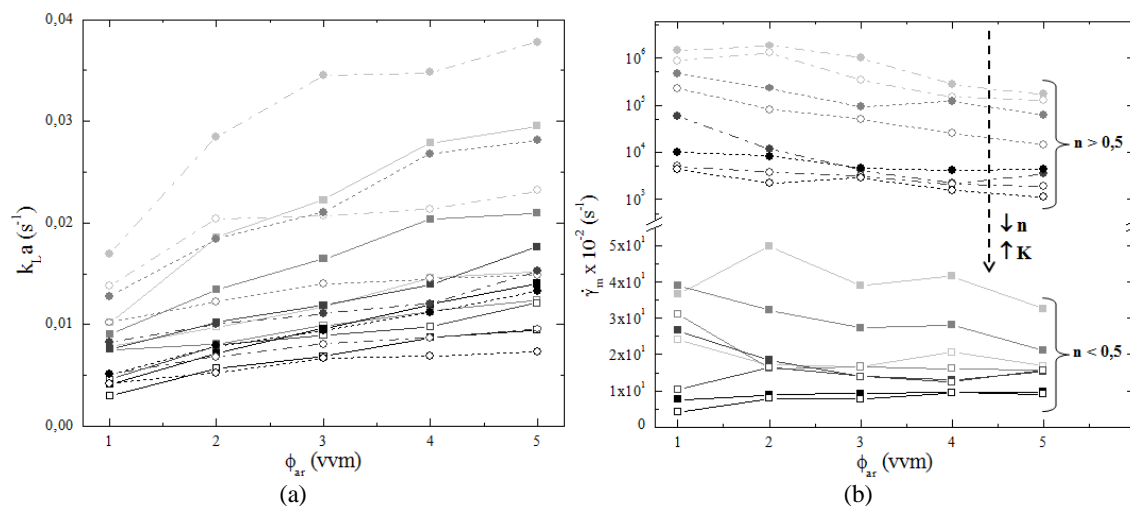 0,04
0,03
0,02
0,01
0,00
k_L a (s⁻¹)
1 2 3 4 5
ϕ_ar (vvm)
(a)
10⁶
10⁵
10⁴
10³
5x10¹
4x10¹
3x10¹
2x10¹
1x10¹
0
γ̇_m x 10⁻² (s⁻¹)
n > 0,5
↓ n
↑ K
n < 0,5
1 2 3 4 5
ϕ_ar (vvm)
(b)